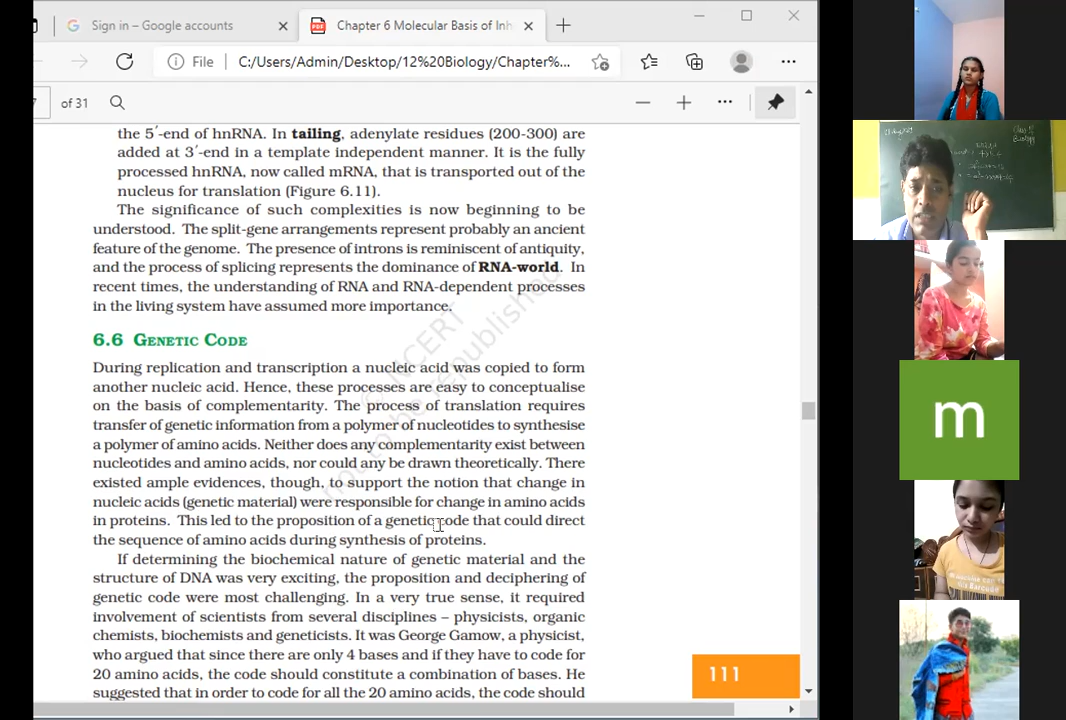 Sign in – Google accounts
Chapter 6 Molecular Basis of Inh
File
C:/Users/Admin/Desktop/12%20Biology/Chapter%...
7
of 31
the 5′-end of hnRNA. In tailing, adenylate residues (200-300) are
added at 3′-end in a template independent manner. It is the fully
processed hnRNA, now called mRNA, that is transported out of the
nucleus for translation (Figure 6.11).
The significance of such complexities is now beginning to be
understood. The split-gene arrangements represent probably an ancient
feature of the genome. The presence of introns is reminiscent of antiquity,
and the process of splicing represents the dominance of RNA-world. In
recent times, the understanding of RNA and RNA-dependent processes
in the living system have assumed more importance.
6.6 GENETIC CODE
During replication and transcription a nucleic acid was copied to form
another nucleic acid. Hence, these processes are easy to conceptualise
on the basis of complementarity. The process of translation requires
transfer of genetic information from a polymer of nucleotides to synthesise
a polymer of amino acids. Neither does any complementarity exist between
nucleotides and amino acids, nor could any be drawn theoretically. There
existed ample evidences, though, to support the notion that change in
nucleic acids (genetic material) were responsible for change in amino acids
in proteins. This led to the proposition of a genetic code that could direct
the sequence of amino acids during synthesis of proteins.
If determining the biochemical nature of genetic material and the
structure of DNA was very exciting, the proposition and deciphering of
genetic code were most challenging. In a very true sense, it required
involvement of scientists from several disciplines – physicists, organic
chemists, biochemists and geneticists. It was George Gamow, a physicist,
who argued that since there are only 4 bases and if they have to code for
20 amino acids, the code should constitute a combination of bases. He
suggested that in order to code for all the 20 amino acids, the code should
© NCERT
not to be republished
111
Class
Biology
m